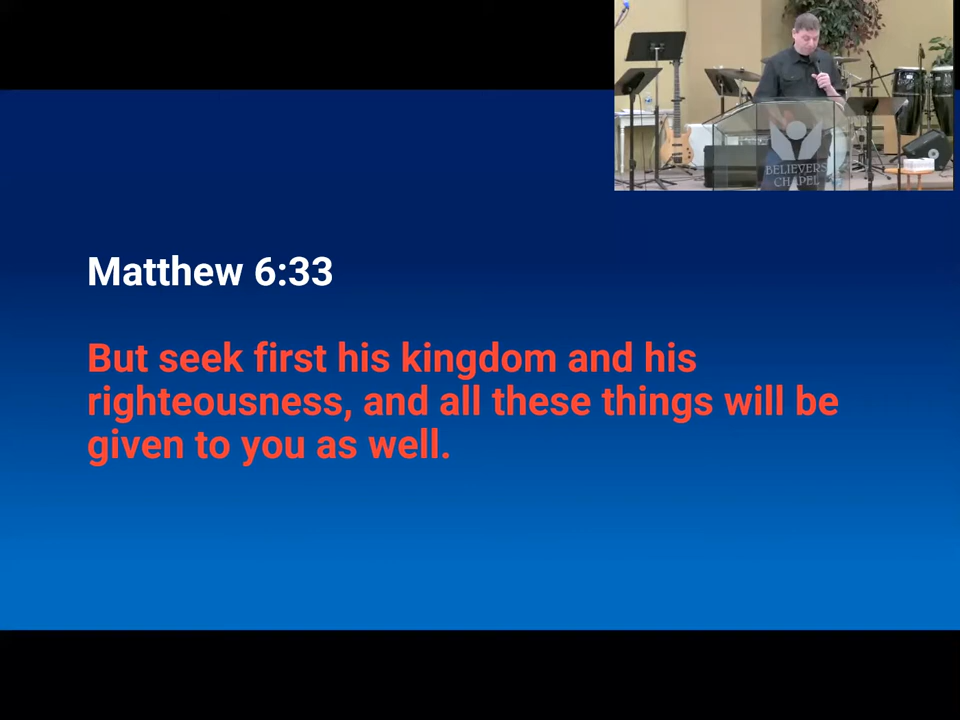 BELIEVERS
CHAPEL
Matthew 6:33
But seek first his kingdom and his
righteousness, and all these things will be
given to you as well.